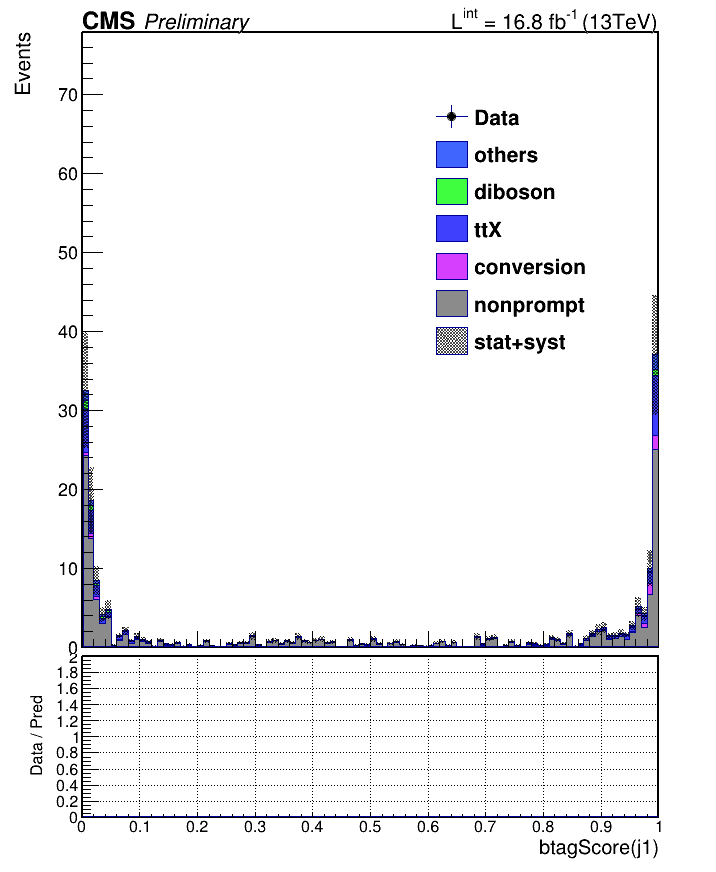 CMS Preliminary
L^int = 16.8 fb^-1 (13TeV)
Events
70
60
50
40
30
20
10
0
Data
others
diboson
ttX
conversion
nonprompt
stat+syst
Data / Pred
2
1.8
1.6
1.4
1.2
1
0.8
0.6
0.4
0.2
0
0 0.1 0.2 0.3 0.4 0.5 0.6 0.7 0.8 0.9 1
btagScore(j1)